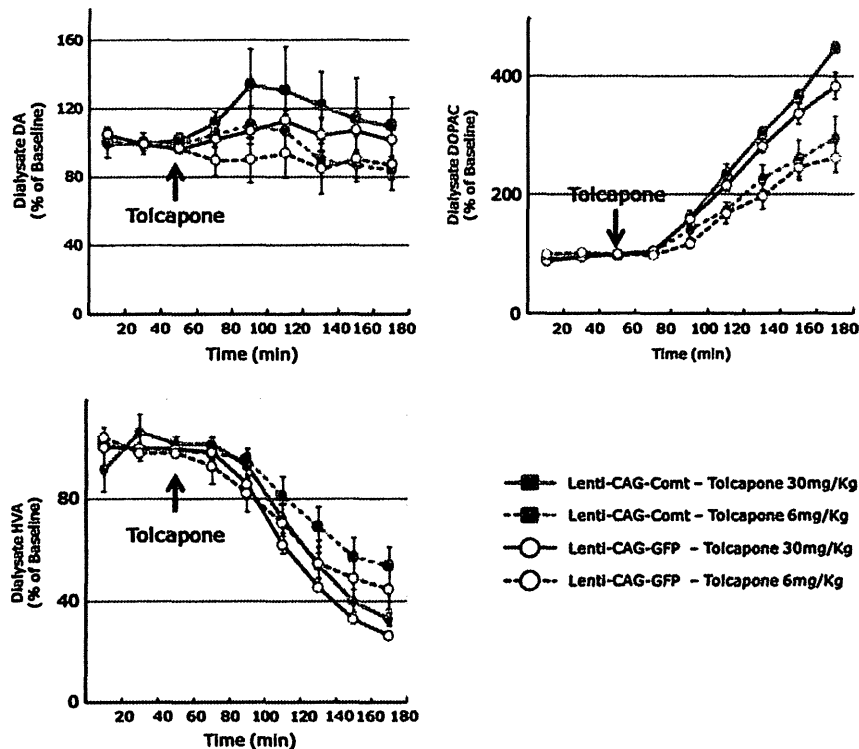 Dialysate DA
(% of Baseline)
160
120
80
40
Tolcapone
20 40 60 80 100 120 140 160 180
Time (min)
Dialysate DOPAC
(% of Baseline)
400
200
0
Tolcapone
20 40 60 80 100 120 140 160 180
Time (min)
Dialysate HVA
(% of Baseline)
80
40
0
Tolcapone
20 40 60 80 100 120 140 160 180
Time (min)
Lenti-CAG-Comt - Tolcapone 30mg/Kg
Lenti-CAG-Comt - Tolcapone 6mg/Kg
Lenti-CAG-GFP - Tolcapone 30mg/Kg
Lenti-CAG-GFP - Tolcapone 6mg/Kg